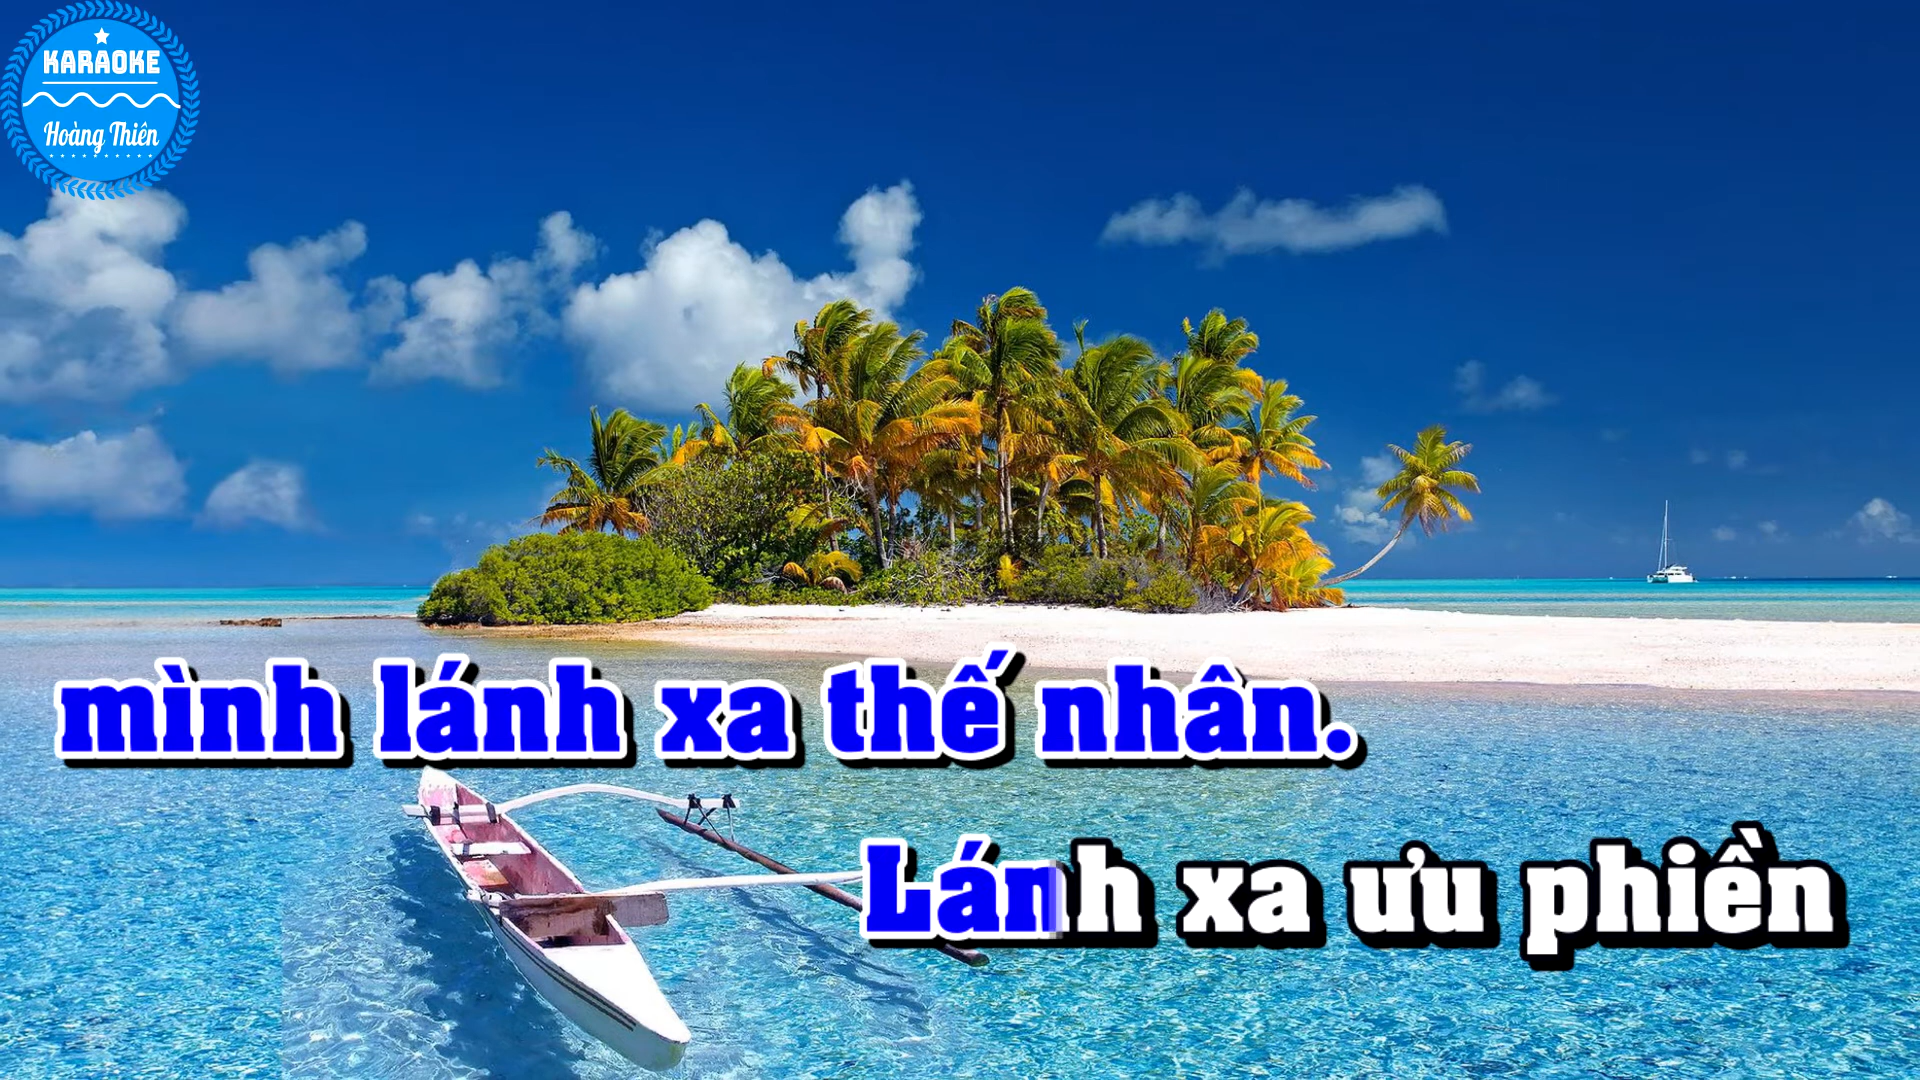 KARAOKE
Hoàng Thiên
mình lánh xa thế nhân.
Lánh xa ưu phiền